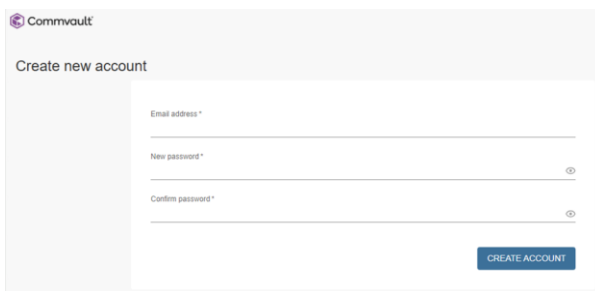 Commvault
Create new account
Email address *
New password *
Confirm password *
CREATE ACCOUNT